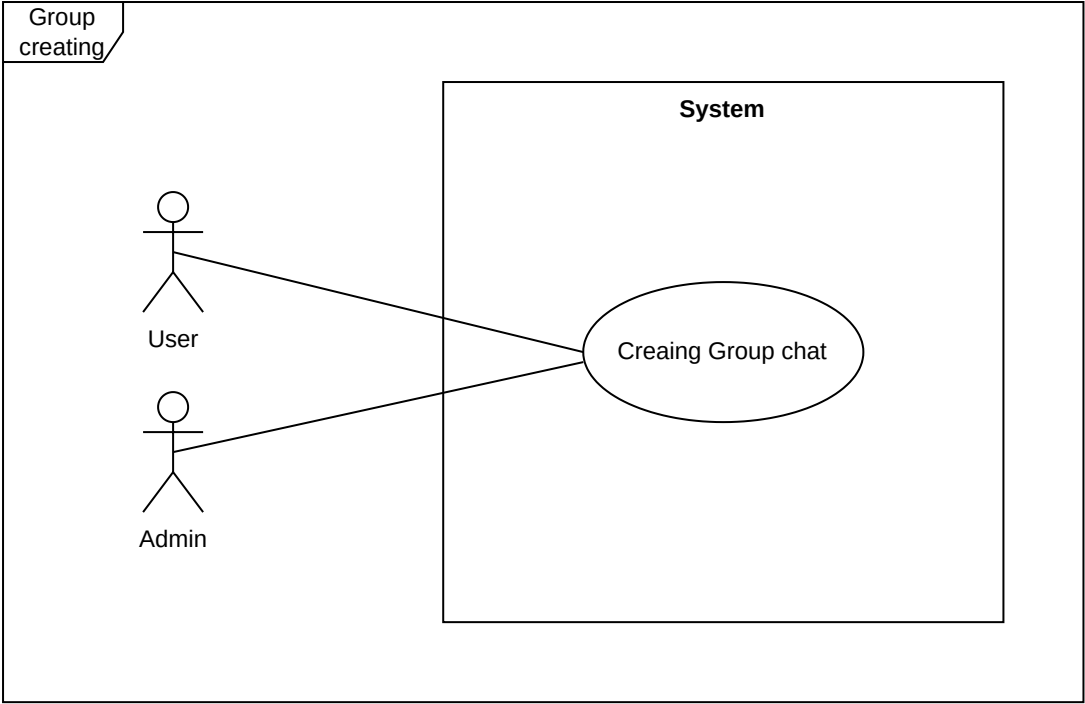 Group
creating
System
User
Creaing Group chat
Admin